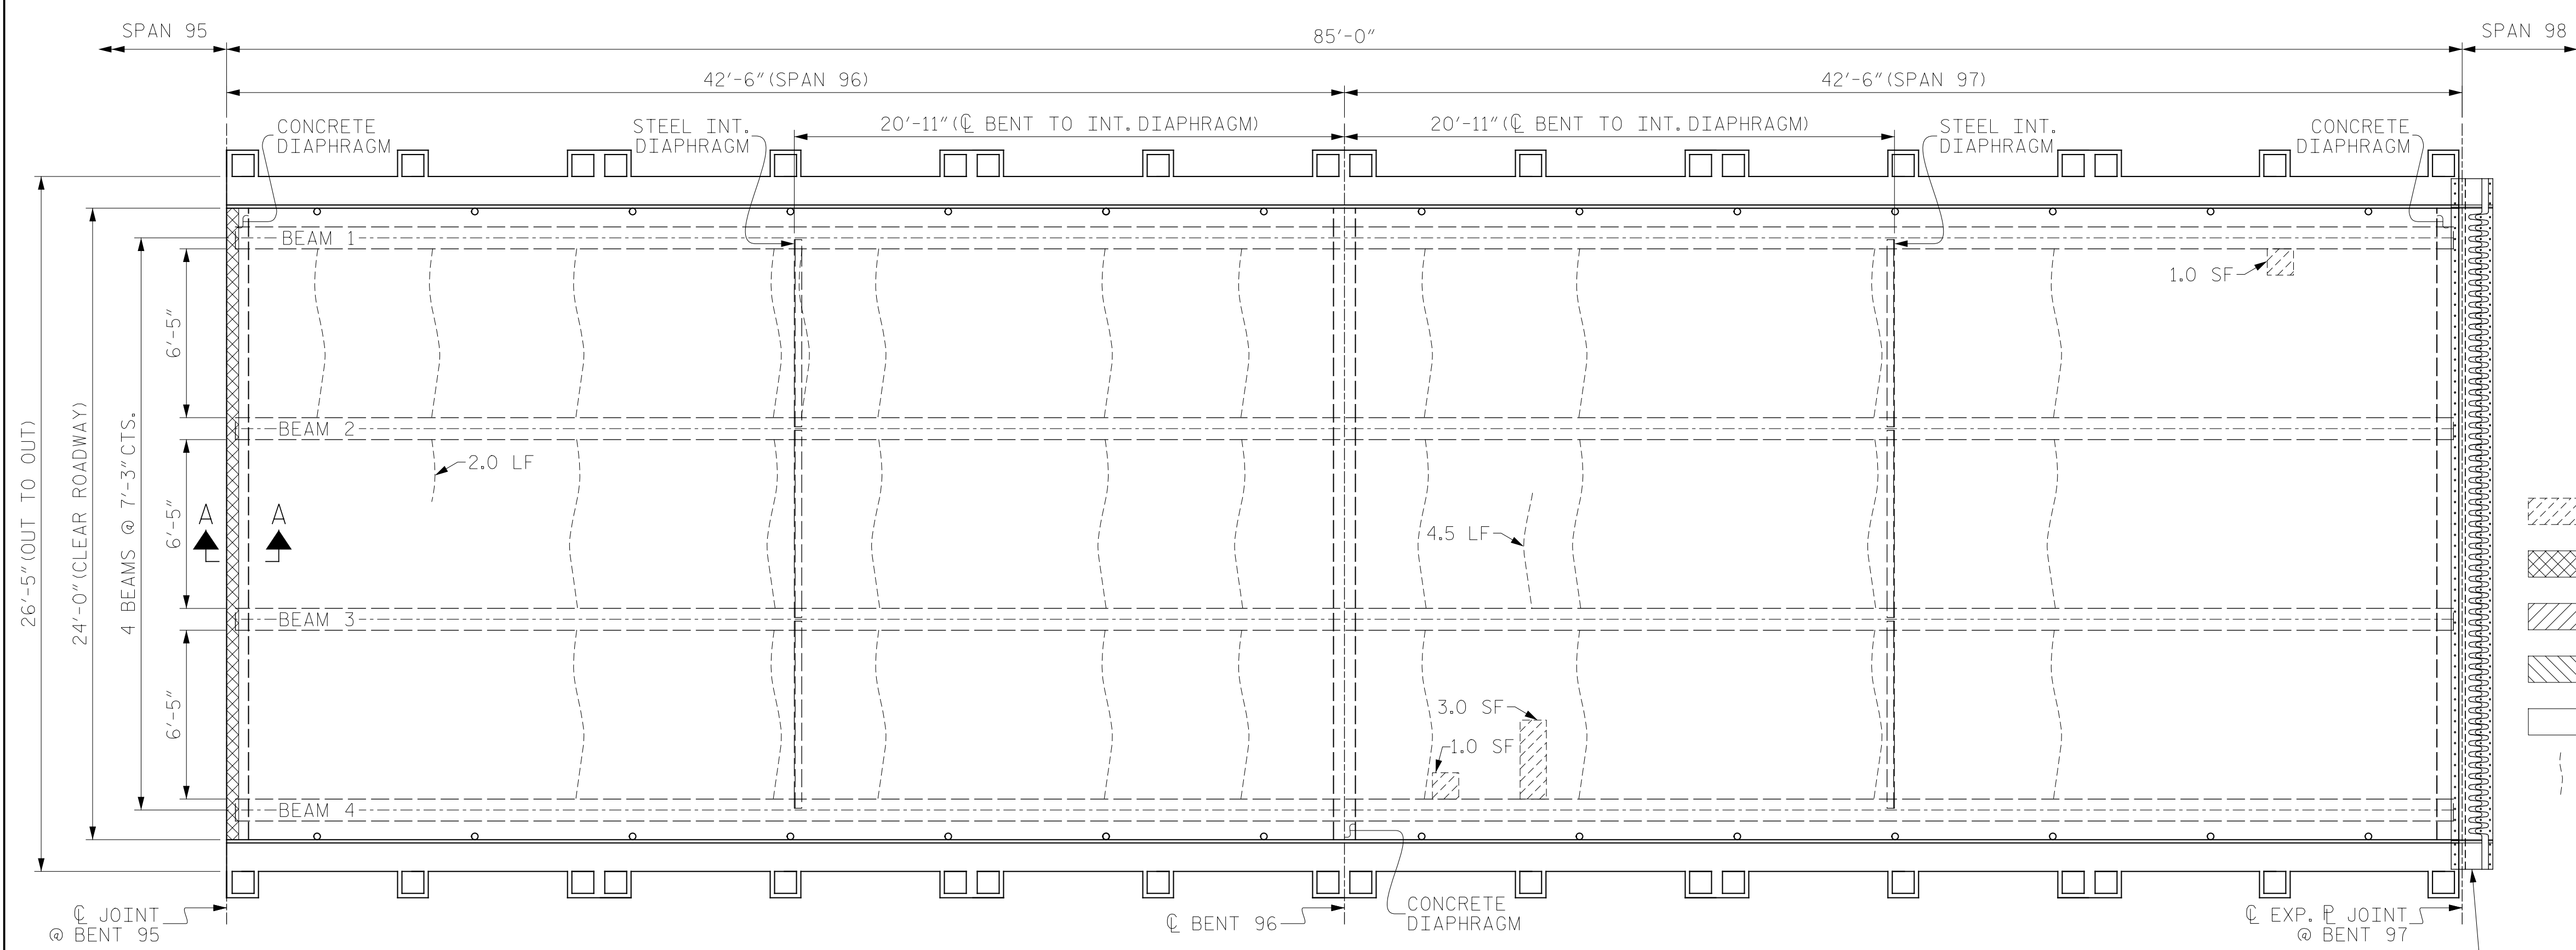 SPAN 95
85'-0"
SPAN 98
42'-6"(SPAN 96)
42'-6"(SPAN 97)
CONCRETE
DIAPHRAGM
STEEL INT.
DIAPHRAGM
20'-11"(℄ BENT TO INT. DIAPHRAGM)
20'-11"(℄ BENT TO INT. DIAPHRAGM)
STEEL INT.
DIAPHRAGM
CONCRETE
DIAPHRAGM
BEAM 1
1.0 SF
6'-5"
BEAM 2
2.0 LF
26'-5"(OUT TO OUT)
24'-0"(CLEAR ROADWAY)
4 BEAMS @ 7'-3"CTS.
6'-5"
A
A
4.5 LF
BEAM 3
6'-5"
3.0 SF
1.0 SF
BEAM 4
℄ JOINT
@ BENT 95
℄ BENT 96
CONCRETE
DIAPHRAGM
℄ EXP. ⅊ JOINT
@ BENT 97